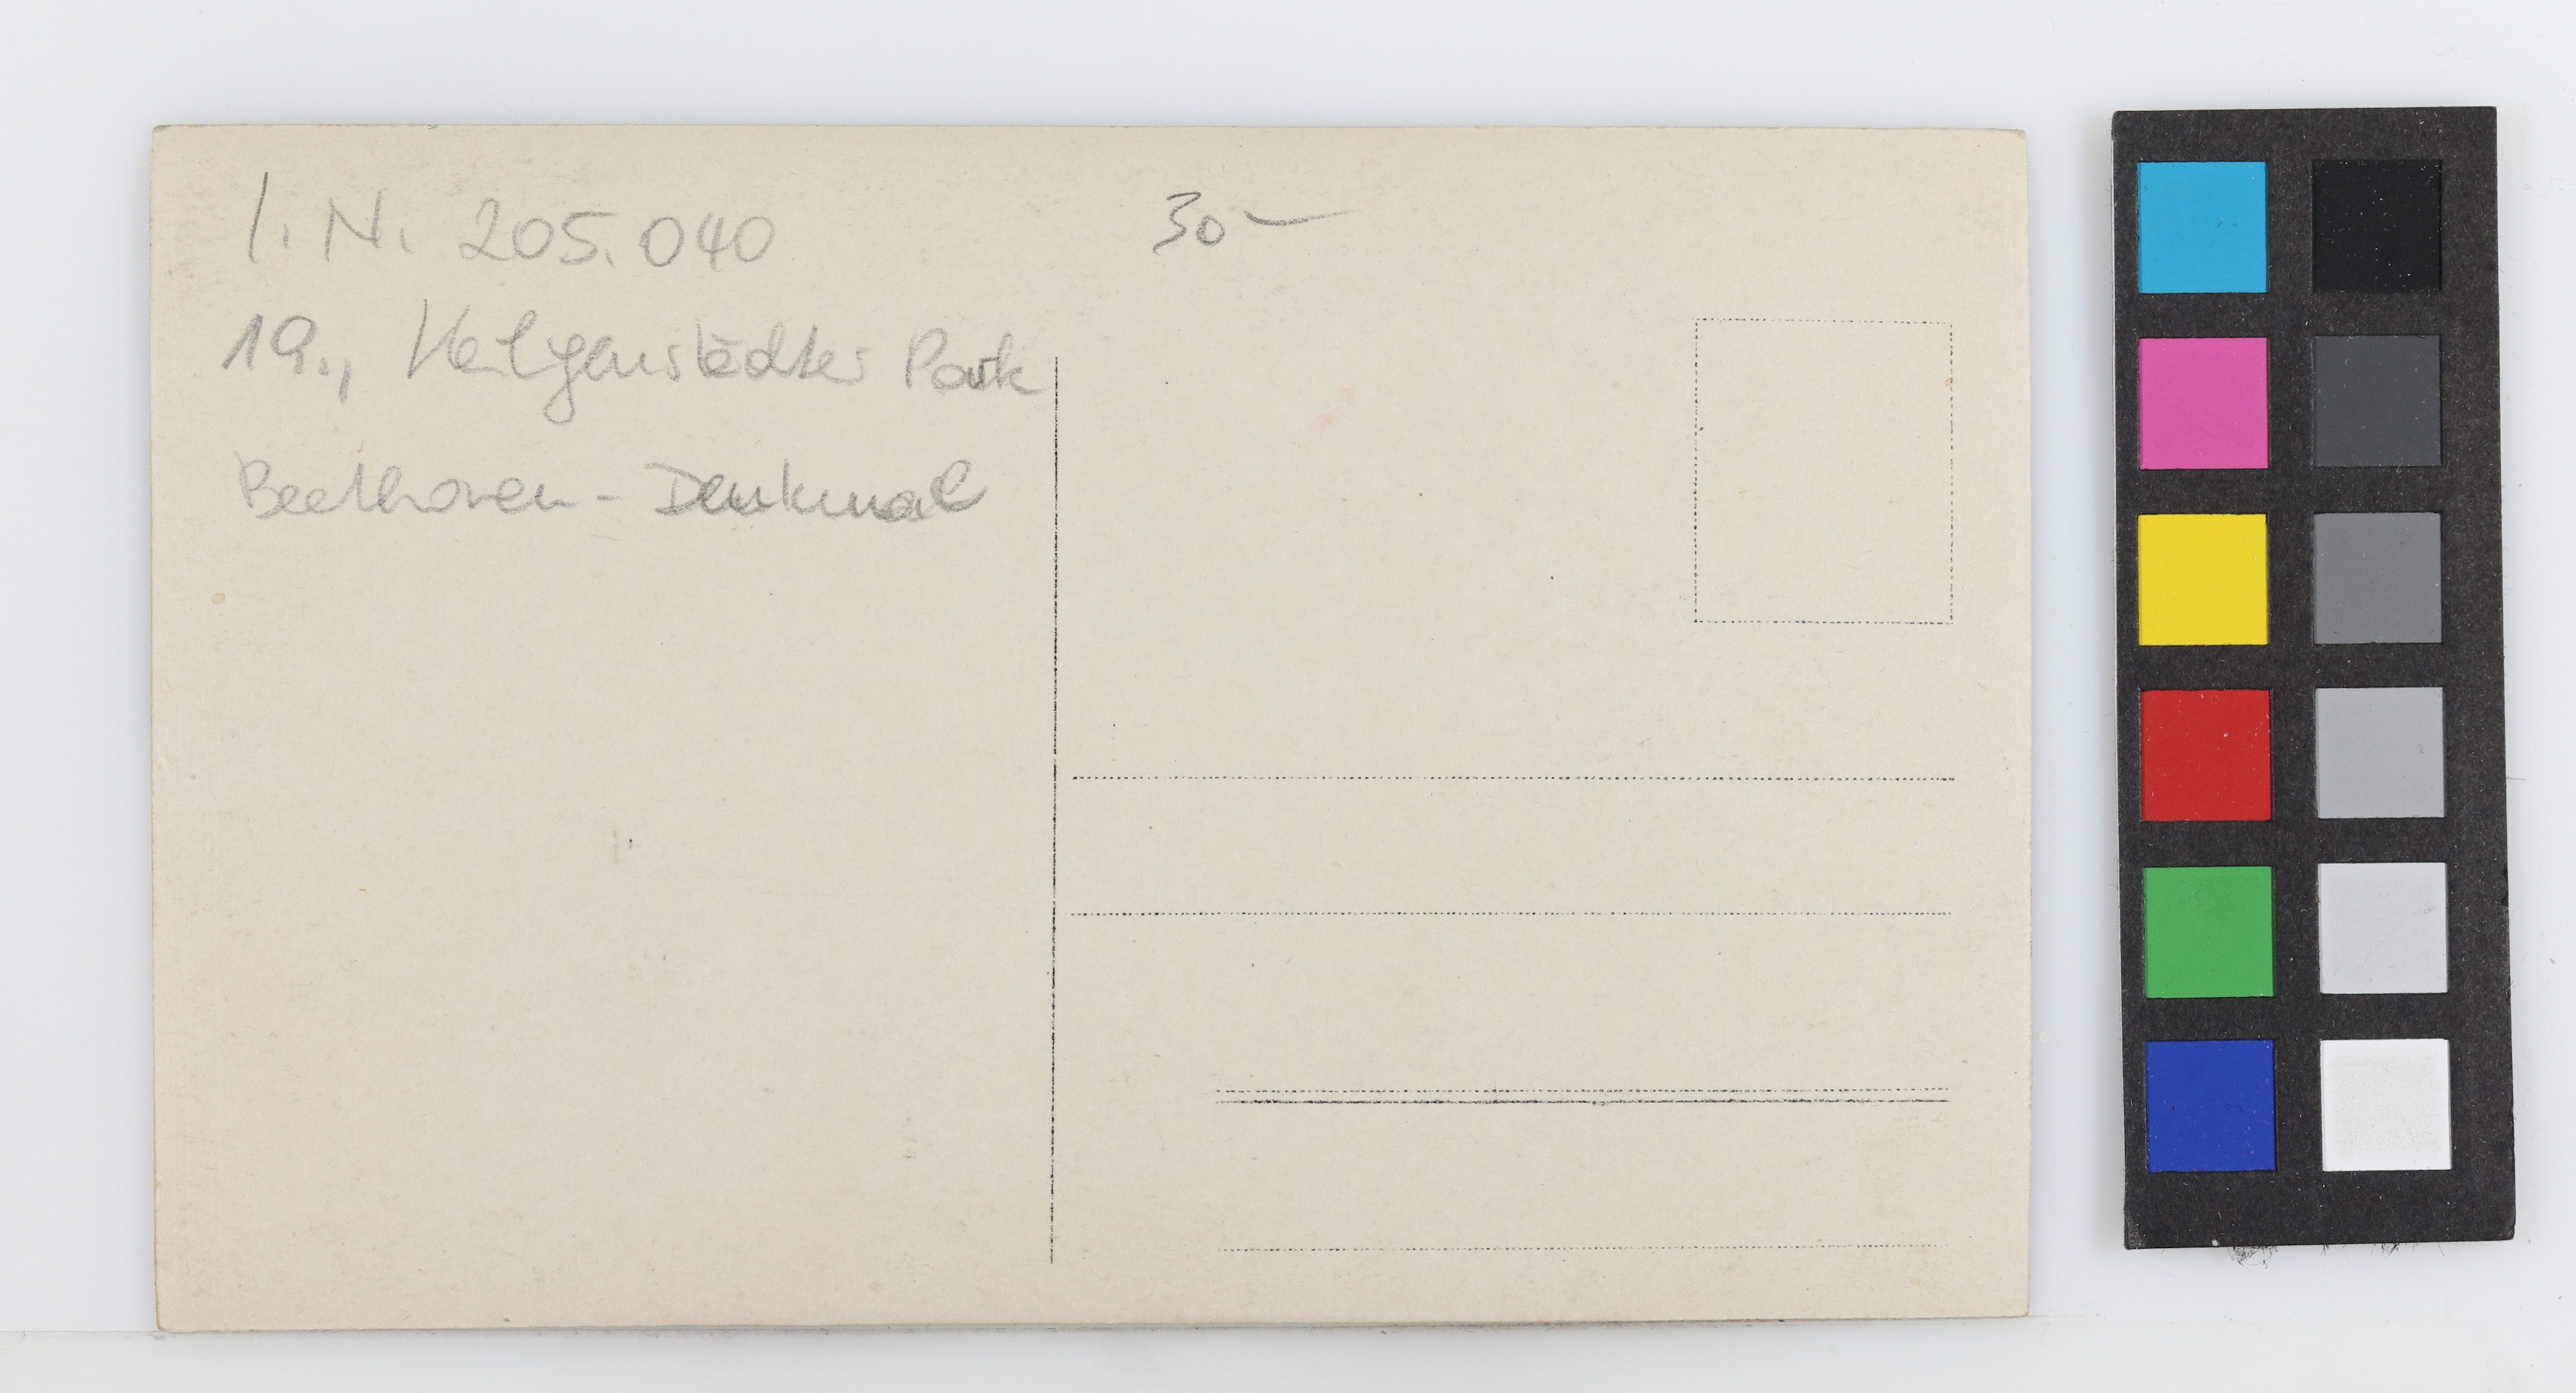 I. N. 205.040
30 —
19., Heiligenstädter Park
Beethoven - Denkmal